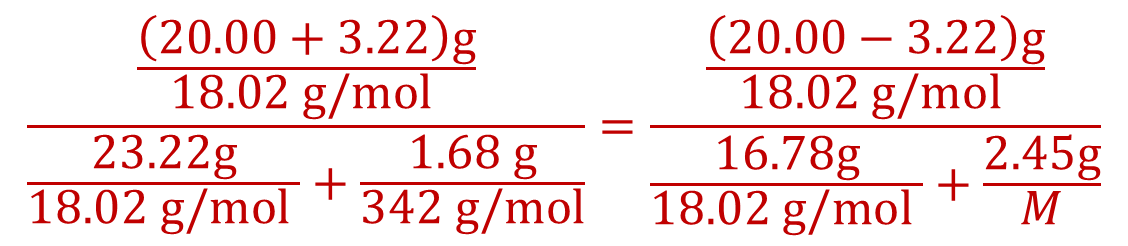 (20.00 + 3.22)g (20.00 − 3.22)g
18.02 g/mol = 18.02 g/mol
23.22g + 1.68 g 16.78g + 2.45g
18.02 g/mol 342 g/mol 18.02 g/mol M